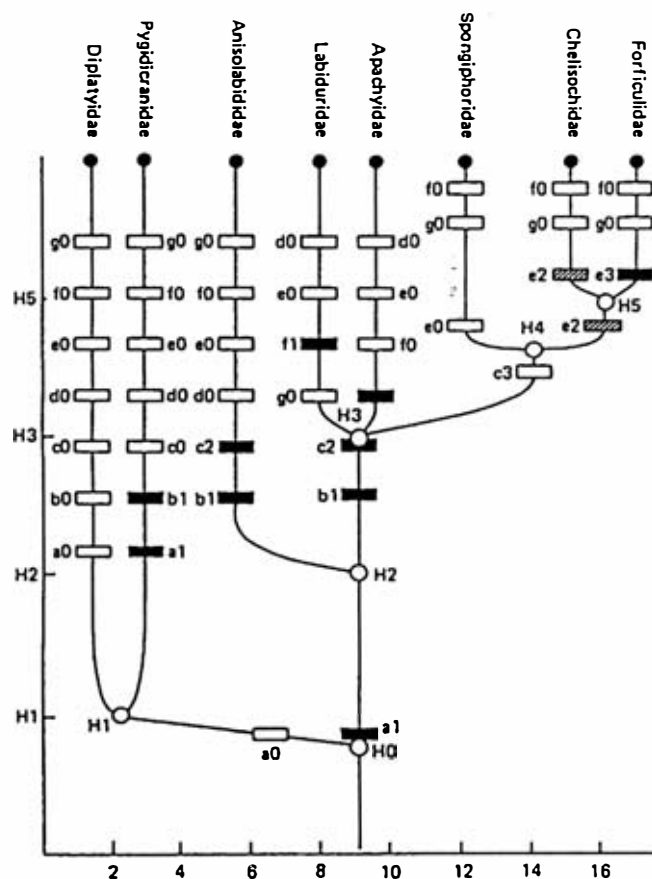 Diplatyidae
Pygidicranidae
Anisolabididae
Labiduridae
Apachyidae
Spongiphoridae
Chelisochidae
Forficulidae
f0 f0 f0
g0 g0 g0
g0 g0 g0 d0 d0
e2 e3
H5 f0 f0 f0 e0 e0 H5
e0 e2
e0 e0 e0 f1 f0 H4
c3
d0 d0 d0 g0
H3
H3 c0 c0 c2 c2
b0 b1 b1 b1
a0 a1
H2 H2
H1 H1 a1
a0 H0
2 4 6 8 10 12 14 16